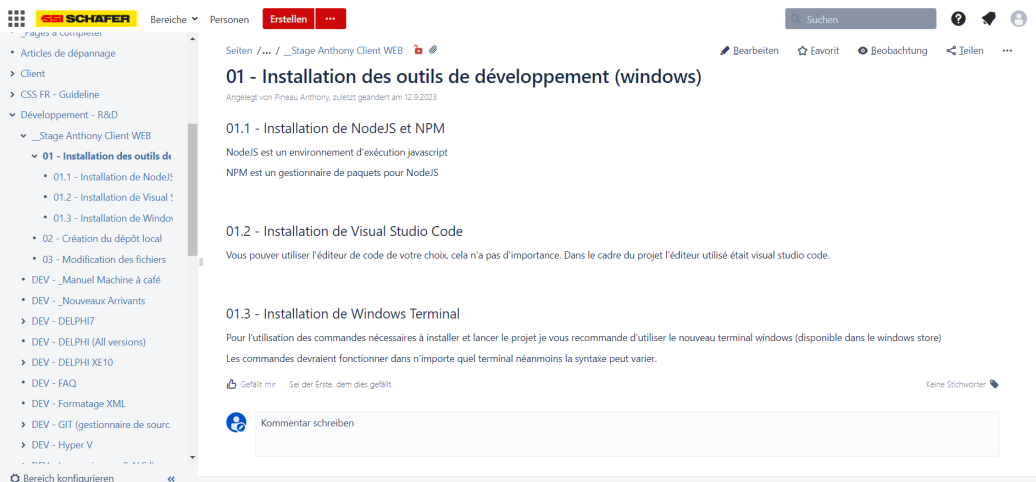 SSI SCHÄFER Bereiche Personen Erstellen ... Suchen
_Pages à compléter
Articles de dépannage
Client
CSS FR - Guideline
Développement - R&D
__Stage Anthony Client WEB
01 - Installation des outils de
01.1 - Installation de NodeJS
01.2 - Installation de Visual S
01.3 - Installation de Window
02 - Création du dépôt local
03 - Modification des fichiers
DEV - _Manuel Machine à café
DEV - _Nouveaux Arrivants
DEV - DELPHI7
DEV - DELPHI (All versions)
DEV - DELPHI XE10
DEV - FAQ
DEV - Formatage XML
DEV - GIT (gestionnaire de sourc
DEV - Hyper V
Bereich konfigurieren «
Seiten /... / __Stage Anthony Client WEB
Bearbeiten Favorit Beobachtung Teilen ...
01 - Installation des outils de développement (windows)
Angelegt von Pineau Anthony, zuletzt geändert am 12.9.2023
01.1 - Installation de NodeJS et NPM
NodeJS est un environnement d'exécution javascript
NPM est un gestionnaire de paquets pour NodeJS
01.2 - Installation de Visual Studio Code
Vous pouver utiliser l'éditeur de code de votre choix, cela n'a pas d'importance. Dans le cadre du projet l'éditeur utilisé était visual studio code.
01.3 - Installation de Windows Terminal
Pour l'utilisation des commandes nécessaires à installer et lancer le projet je vous recommande d'utiliser le nouveau terminal windows (disponible dans le windows store)
Les commandes devraient fonctionner dans n'importe quel terminal néanmoins la syntaxe peut varier.
Gefällt mir Sei der Erste, dem dies gefällt. Keine Stichwörter
Kommentar schreiben